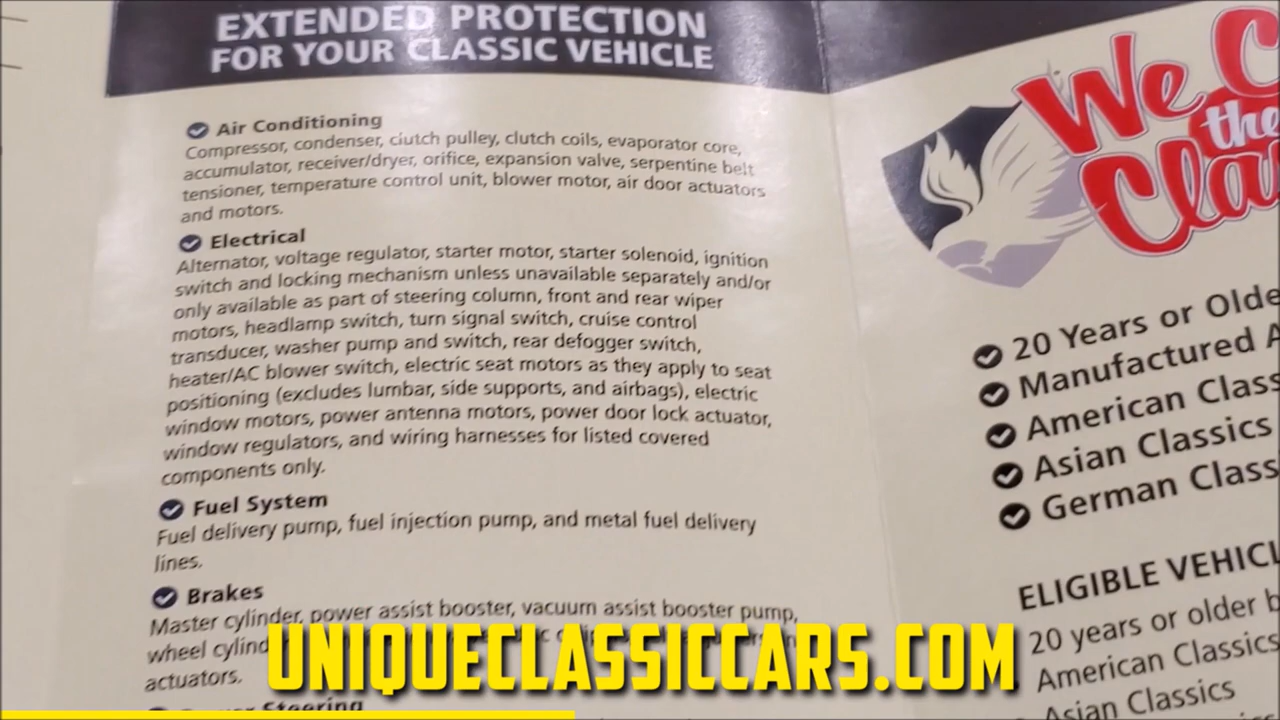 EXTENDED PROTECTION
FOR YOUR CLASSIC VEHICLE
Air Conditioning
Compressor, condenser, clutch pulley, clutch coils, evaporator core,
accumulator, receiver/dryer, orifice, expansion valve, serpentine belt
tensioner, temperature control unit, blower motor, air door actuators
and motors.
Electrical
Alternator, voltage regulator, starter motor, starter solenoid, ignition
switch and locking mechanism unless unavailable separately and/or
only available as part of steering column, front and rear wiper
motors, headlamp switch, turn signal switch, cruise control
transducer, washer pump and switch, rear defogger switch,
heater/AC blower switch, electric seat motors as they apply to seat
positioning (excludes lumbar, side supports, and airbags), electric
window motors, power antenna motors, power door lock actuator,
window regulators, and wiring harnesses for listed covered
components only.
Fuel System
Fuel delivery pump, fuel injection pump, and metal fuel delivery
lines.
Brakes
Master cylinder, power assist booster, vacuum assist booster pump,
wheel
actuators.
Steering
We C
the
Cla
20 Years or Olde
Manufactured A
American Class
Asian Classics
German Class
ELIGIBLE VEHICL
20 years or older b
American Classics
Asian Classics
UNIQUECLASSICCARS.COM